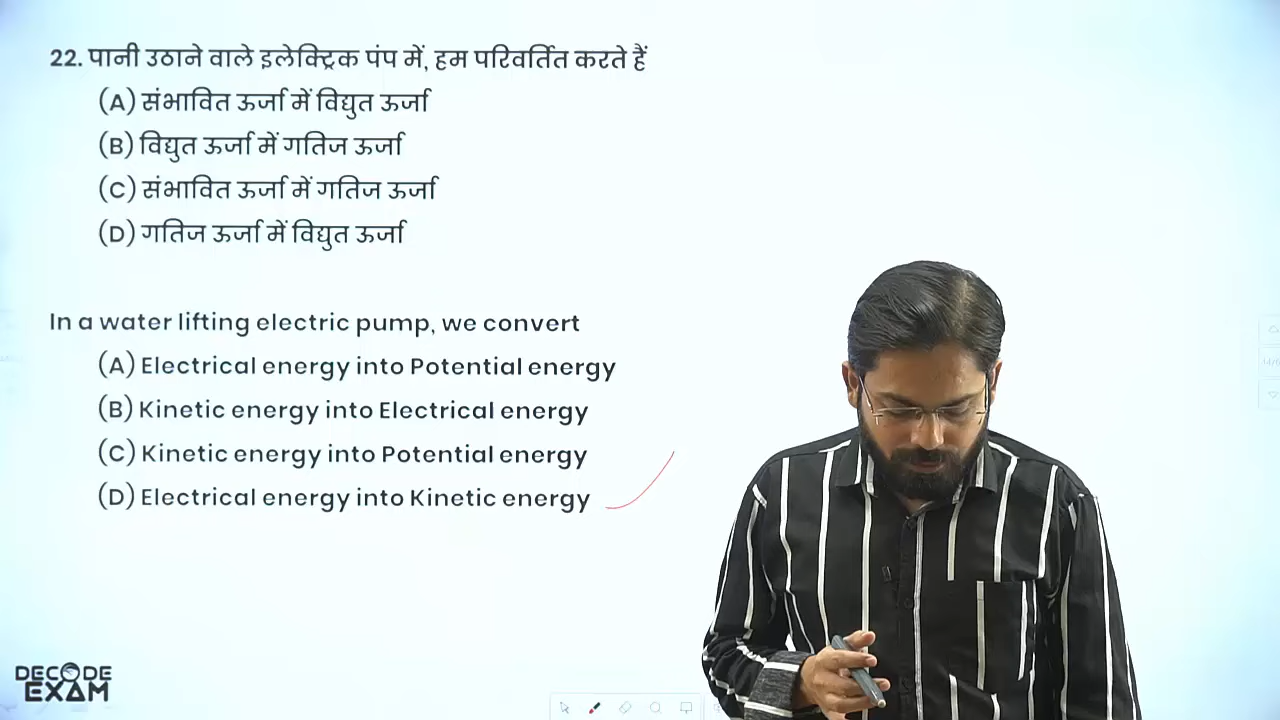 22. पानी उठाने वाले इलेक्ट्रिक पंप में, हम परिवर्तित करते हैं
(A) संभावित ऊर्जा में विद्युत ऊर्जा
(B) विद्युत ऊर्जा में गतिज ऊर्जा
(C) संभावित ऊर्जा में गतिज ऊर्जा
(D) गतिज ऊर्जा में विद्युत ऊर्जा
In a water lifting electric pump, we convert
(A) Electrical energy into Potential energy
(B) Kinetic energy into Electrical energy
(C) Kinetic energy into Potential energy
(D) Electrical energy into Kinetic energy
DECODE
EXAM